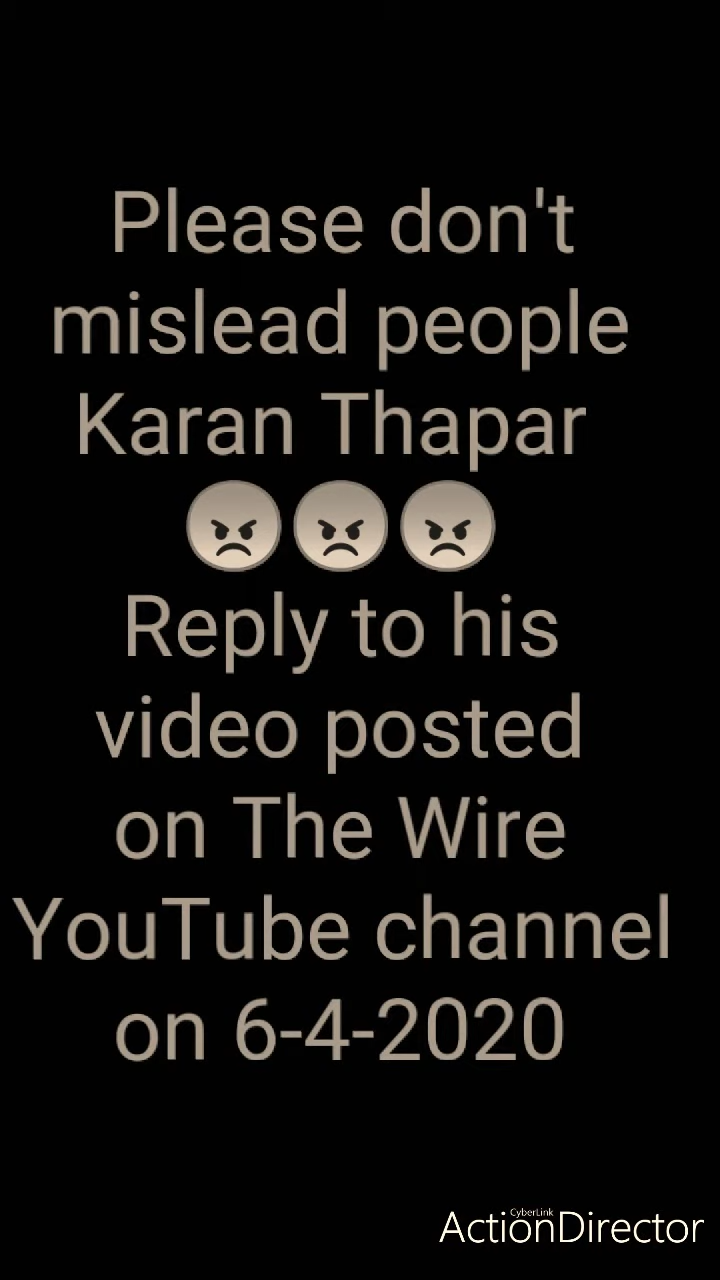 Please don't
mislead people
Karan Thapar
😠😠😠
Reply to his
video posted
on The Wire
YouTube channel
on 6-4-2020
CyberLink
ActionDirector